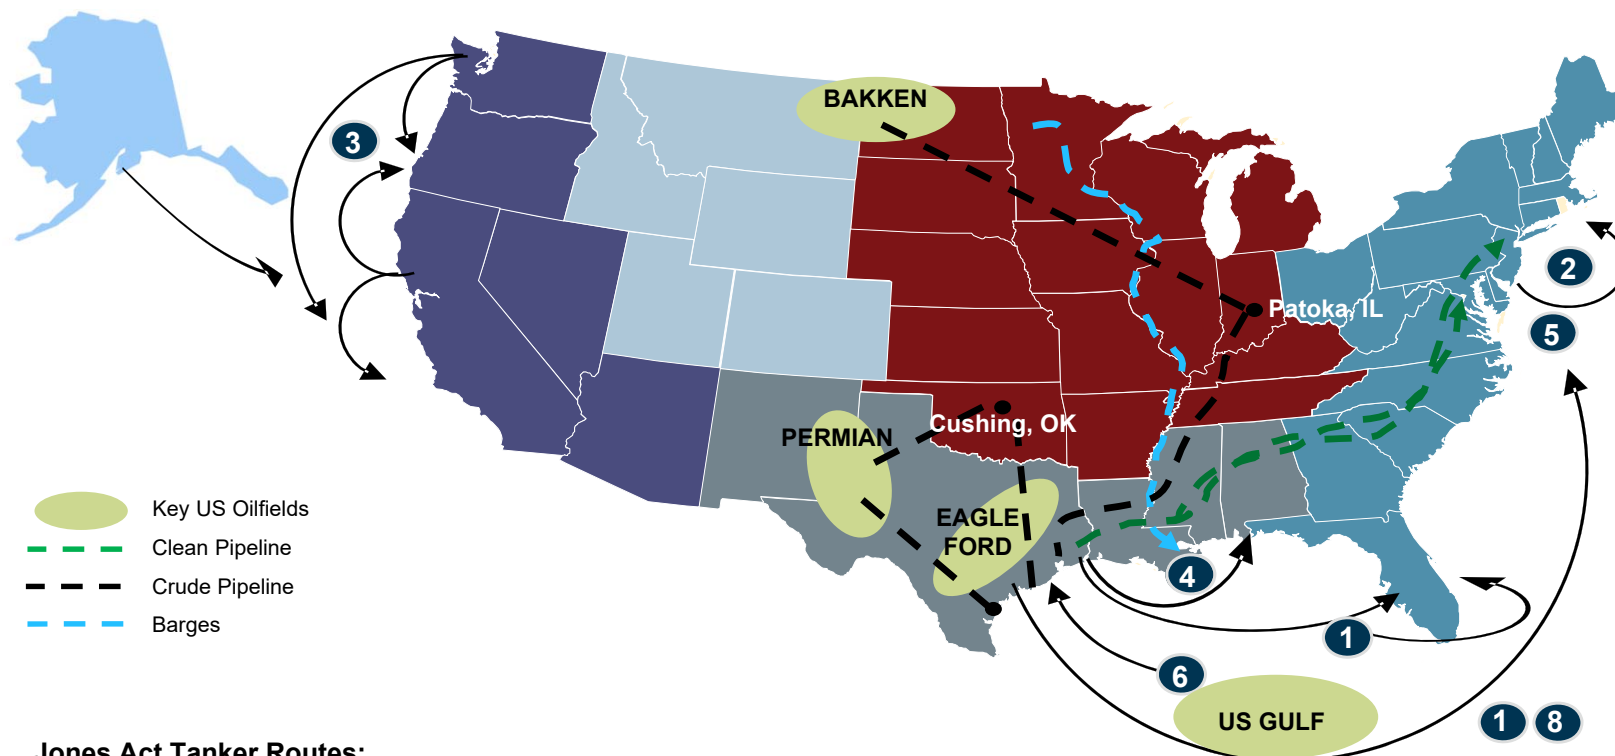 BAKKEN
3
2
Patoka, IL
5
Cushing, OK
PERMIAN
Key US Oilfields
EAGLE
FORD
Clean Pipeline
4
Crude Pipeline
Barges
1
6
US GULF
1 8
Jones Act Tanker Routes: